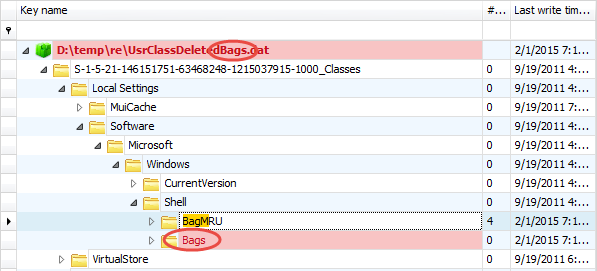 Key name #... Last write tim...
D:\temp\re\UsrClassDeletedBags.dat 2/1/2015 7:1...
S-1-5-21-146151751-63468248-1215037915-1000_Classes 0 9/19/2011 4:...
Local Settings 0 9/19/2011 4:...
MuiCache 0 9/19/2011 7:...
Software 0 9/19/2011 4:...
Microsoft 0 9/19/2011 4:...
Windows 0 9/19/2011 4:...
CurrentVersion 0 9/19/2011 4:...
Shell 0 9/19/2011 4:...
BagMRU 4 2/1/2015 7:1...
Bags 0 2/1/2015 7:1...
VirtualStore 0 9/19/2011 6:...